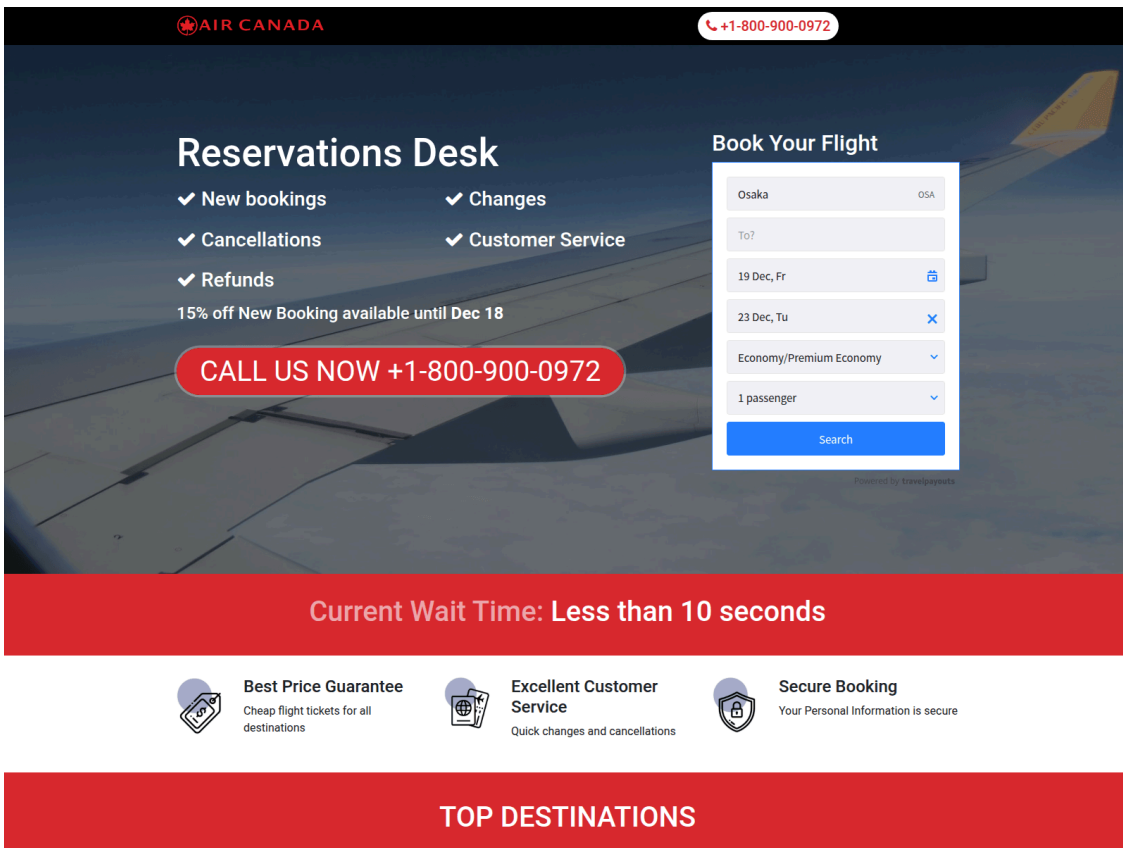 AIR CANADA
+1-800-900-0972
Reservations Desk
New bookings
Changes
Cancellations
Customer Service
Refunds
15% off New Booking available until Dec 18
CALL US NOW +1-800-900-0972
Book Your Flight
Osaka OSA
To?
19 Dec, Fr
23 Dec, Tu
Economy/Premium Economy
1 passenger
Search
Powered by travelpayouts
Current Wait Time: Less than 10 seconds
Best Price Guarantee
Cheap flight tickets for all
destinations
Excellent Customer
Service
Quick changes and cancellations
Secure Booking
Your Personal Information is secure
TOP DESTINATIONS